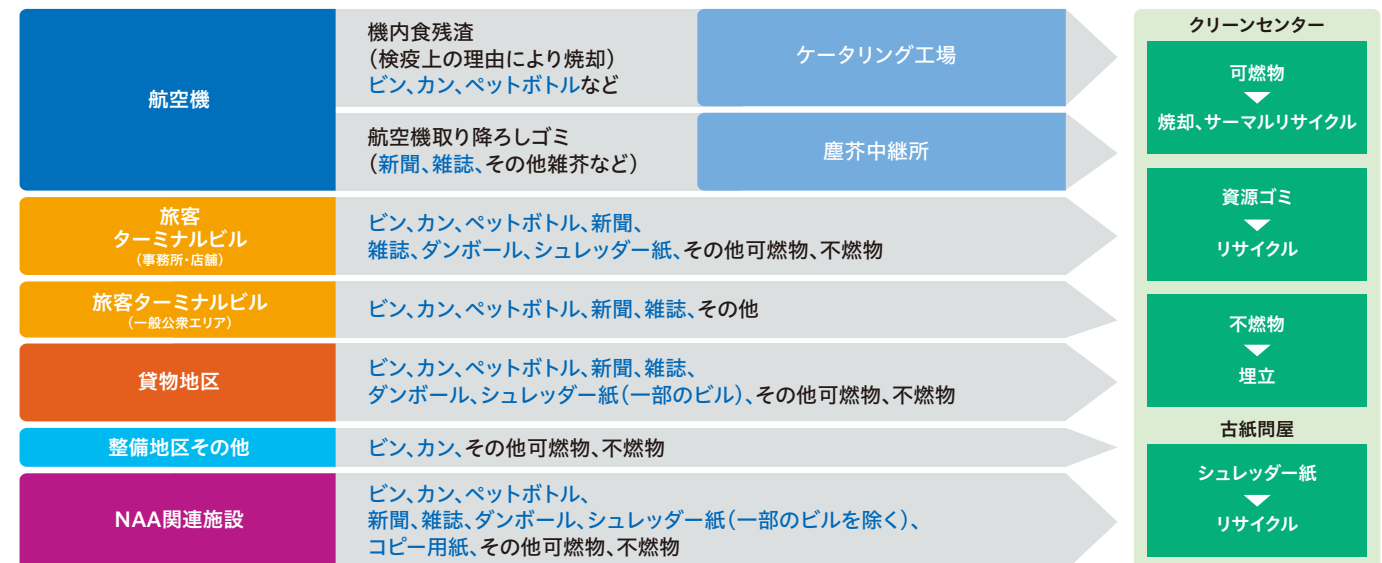 航空機
機内食残渣
（検疫上の理由により焼却）
ビン、カン、ペットボトルなど
ケータリング工場
航空機取り降ろしゴミ
（新聞、雑誌、その他雑芥など）
塵芥中継所
旅客
ターミナルビル
（事務所・店舗）
ビン、カン、ペットボトル、新聞、
雑誌、ダンボール、シュレッダー紙、その他可燃物、不燃物
旅客ターミナルビル
（一般公衆エリア）
ビン、カン、ペットボトル、新聞、雑誌、その他
貨物地区
ビン、カン、ペットボトル、新聞、雑誌、
ダンボール、シュレッダー紙（一部のビル）、その他可燃物、不燃物
整備地区その他
ビン、カン、その他可燃物、不燃物
NAA関連施設
ビン、カン、ペットボトル、
新聞、雑誌、ダンボール、シュレッダー紙（一部のビルを除く）、
コピー用紙、その他可燃物、不燃物
クリーンセンター
可燃物
焼却、サーマルリサイクル
資源ゴミ
リサイクル
不燃物
埋立
古紙問屋
シュレッダー紙
リサイクル